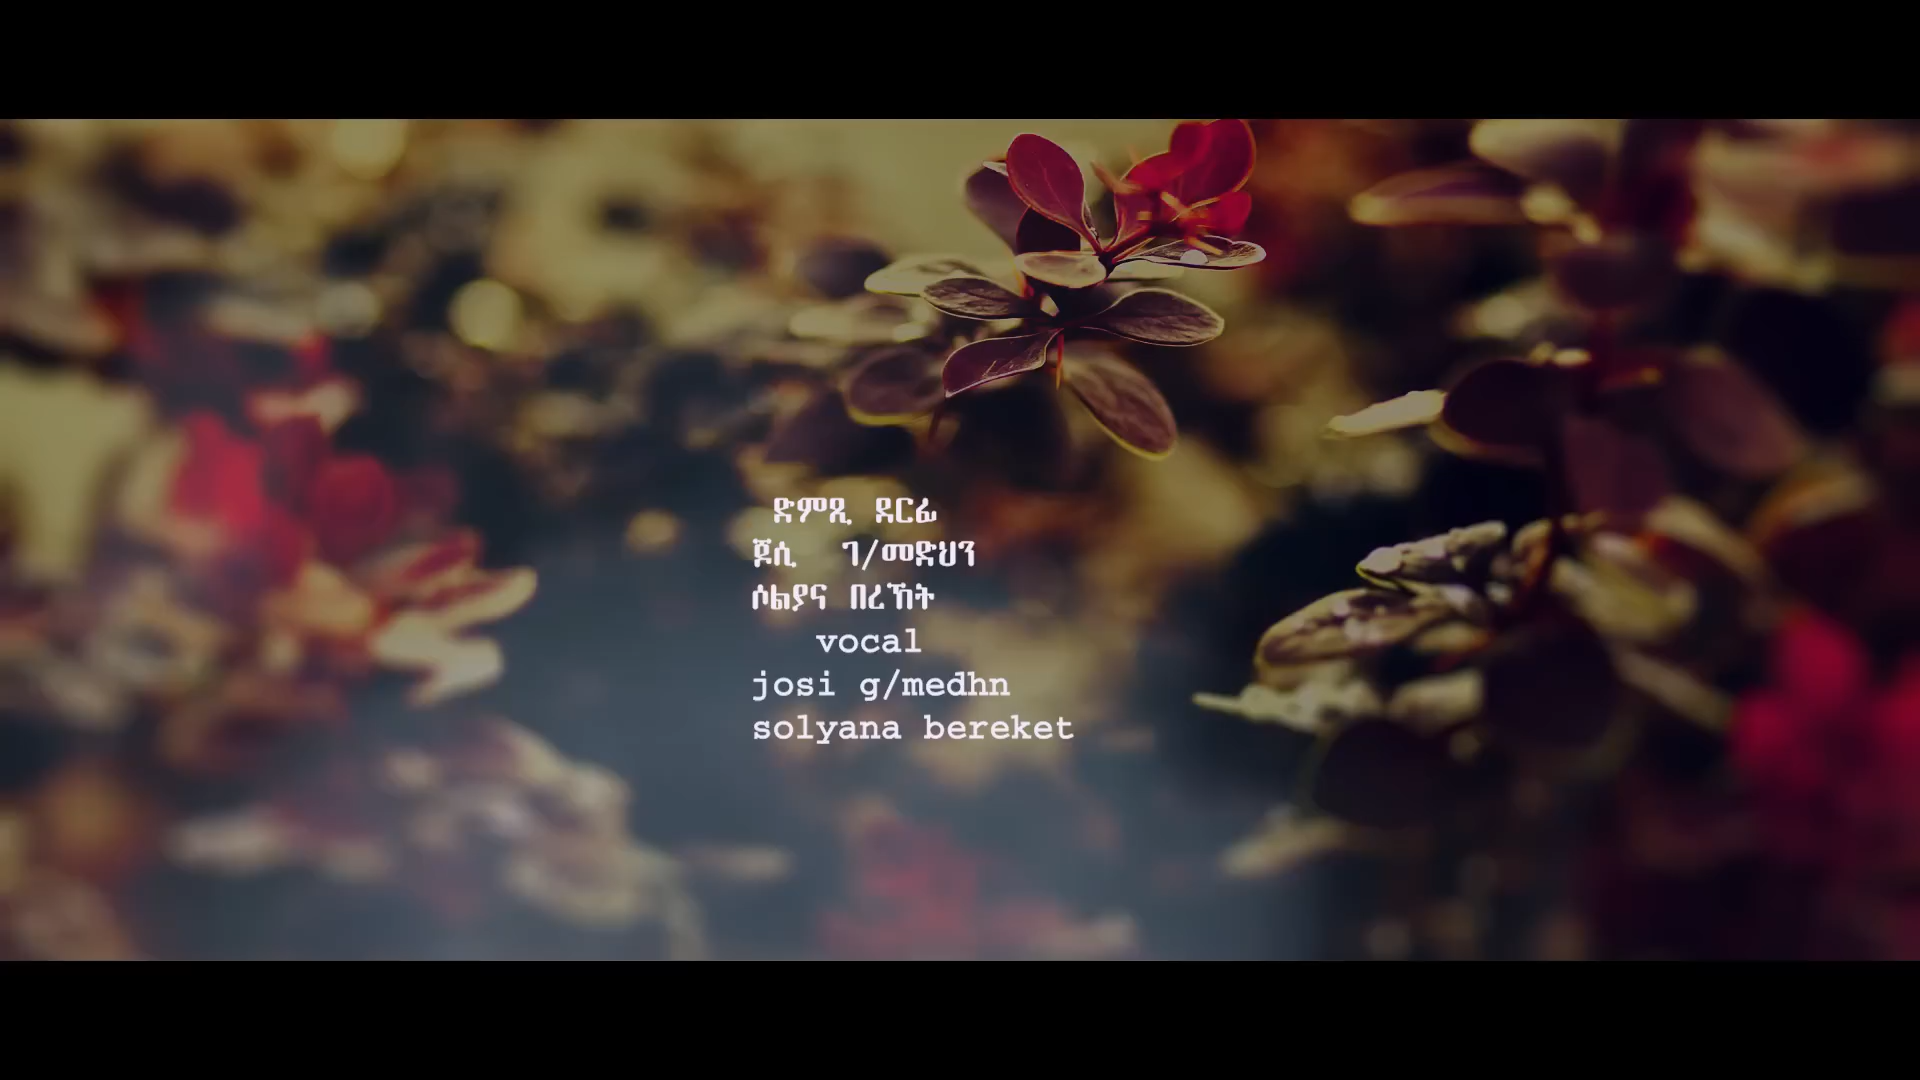 ድምጺ ደርፊ
ጆሲ ገ/መድህን
ሶልያና በረኸት
vocal
josi g/medhn
solyana bereket